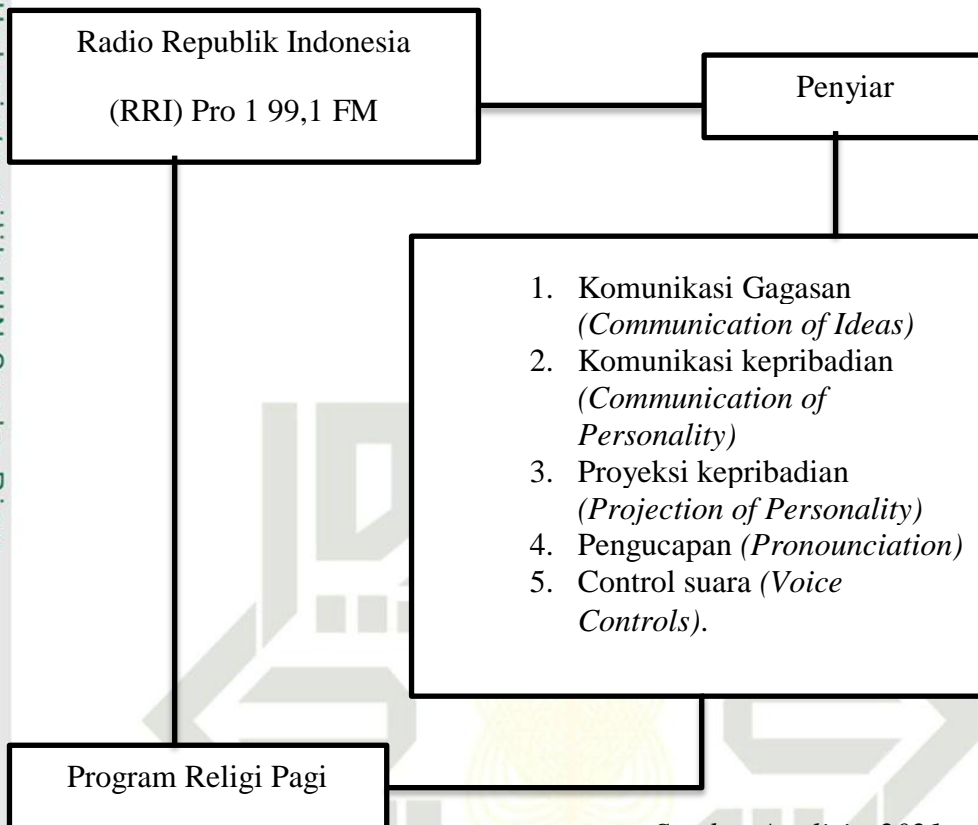 Radio Republik Indonesia
(RRI) Pro 1 99,1 FM
Penyiar
1. Komunikasi Gagasan
(Communication of Ideas)
2. Komunikasi kepribadian
(Communication of
Personality)
3. Proyeksi kepribadian
(Projection of Personality)
4. Pengucapan (Pronounciation)
5. Control suara (Voice
Controls).
Program Religi Pagi